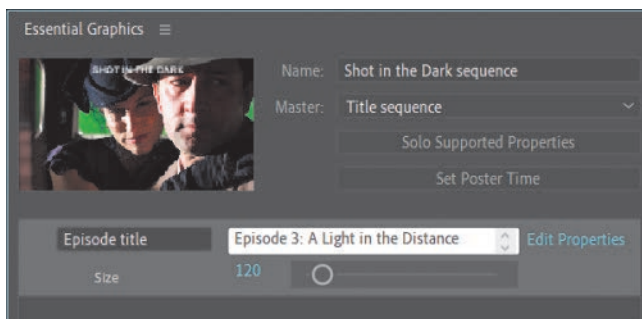 Essential Graphics
SHOT IN THE DARK
Name: Shot in the Dark sequence
Master: Title sequence
Solo Supported Properties
Set Poster Time
Episode title Episode 3: A Light in the Distance Edit Properties
Size 120